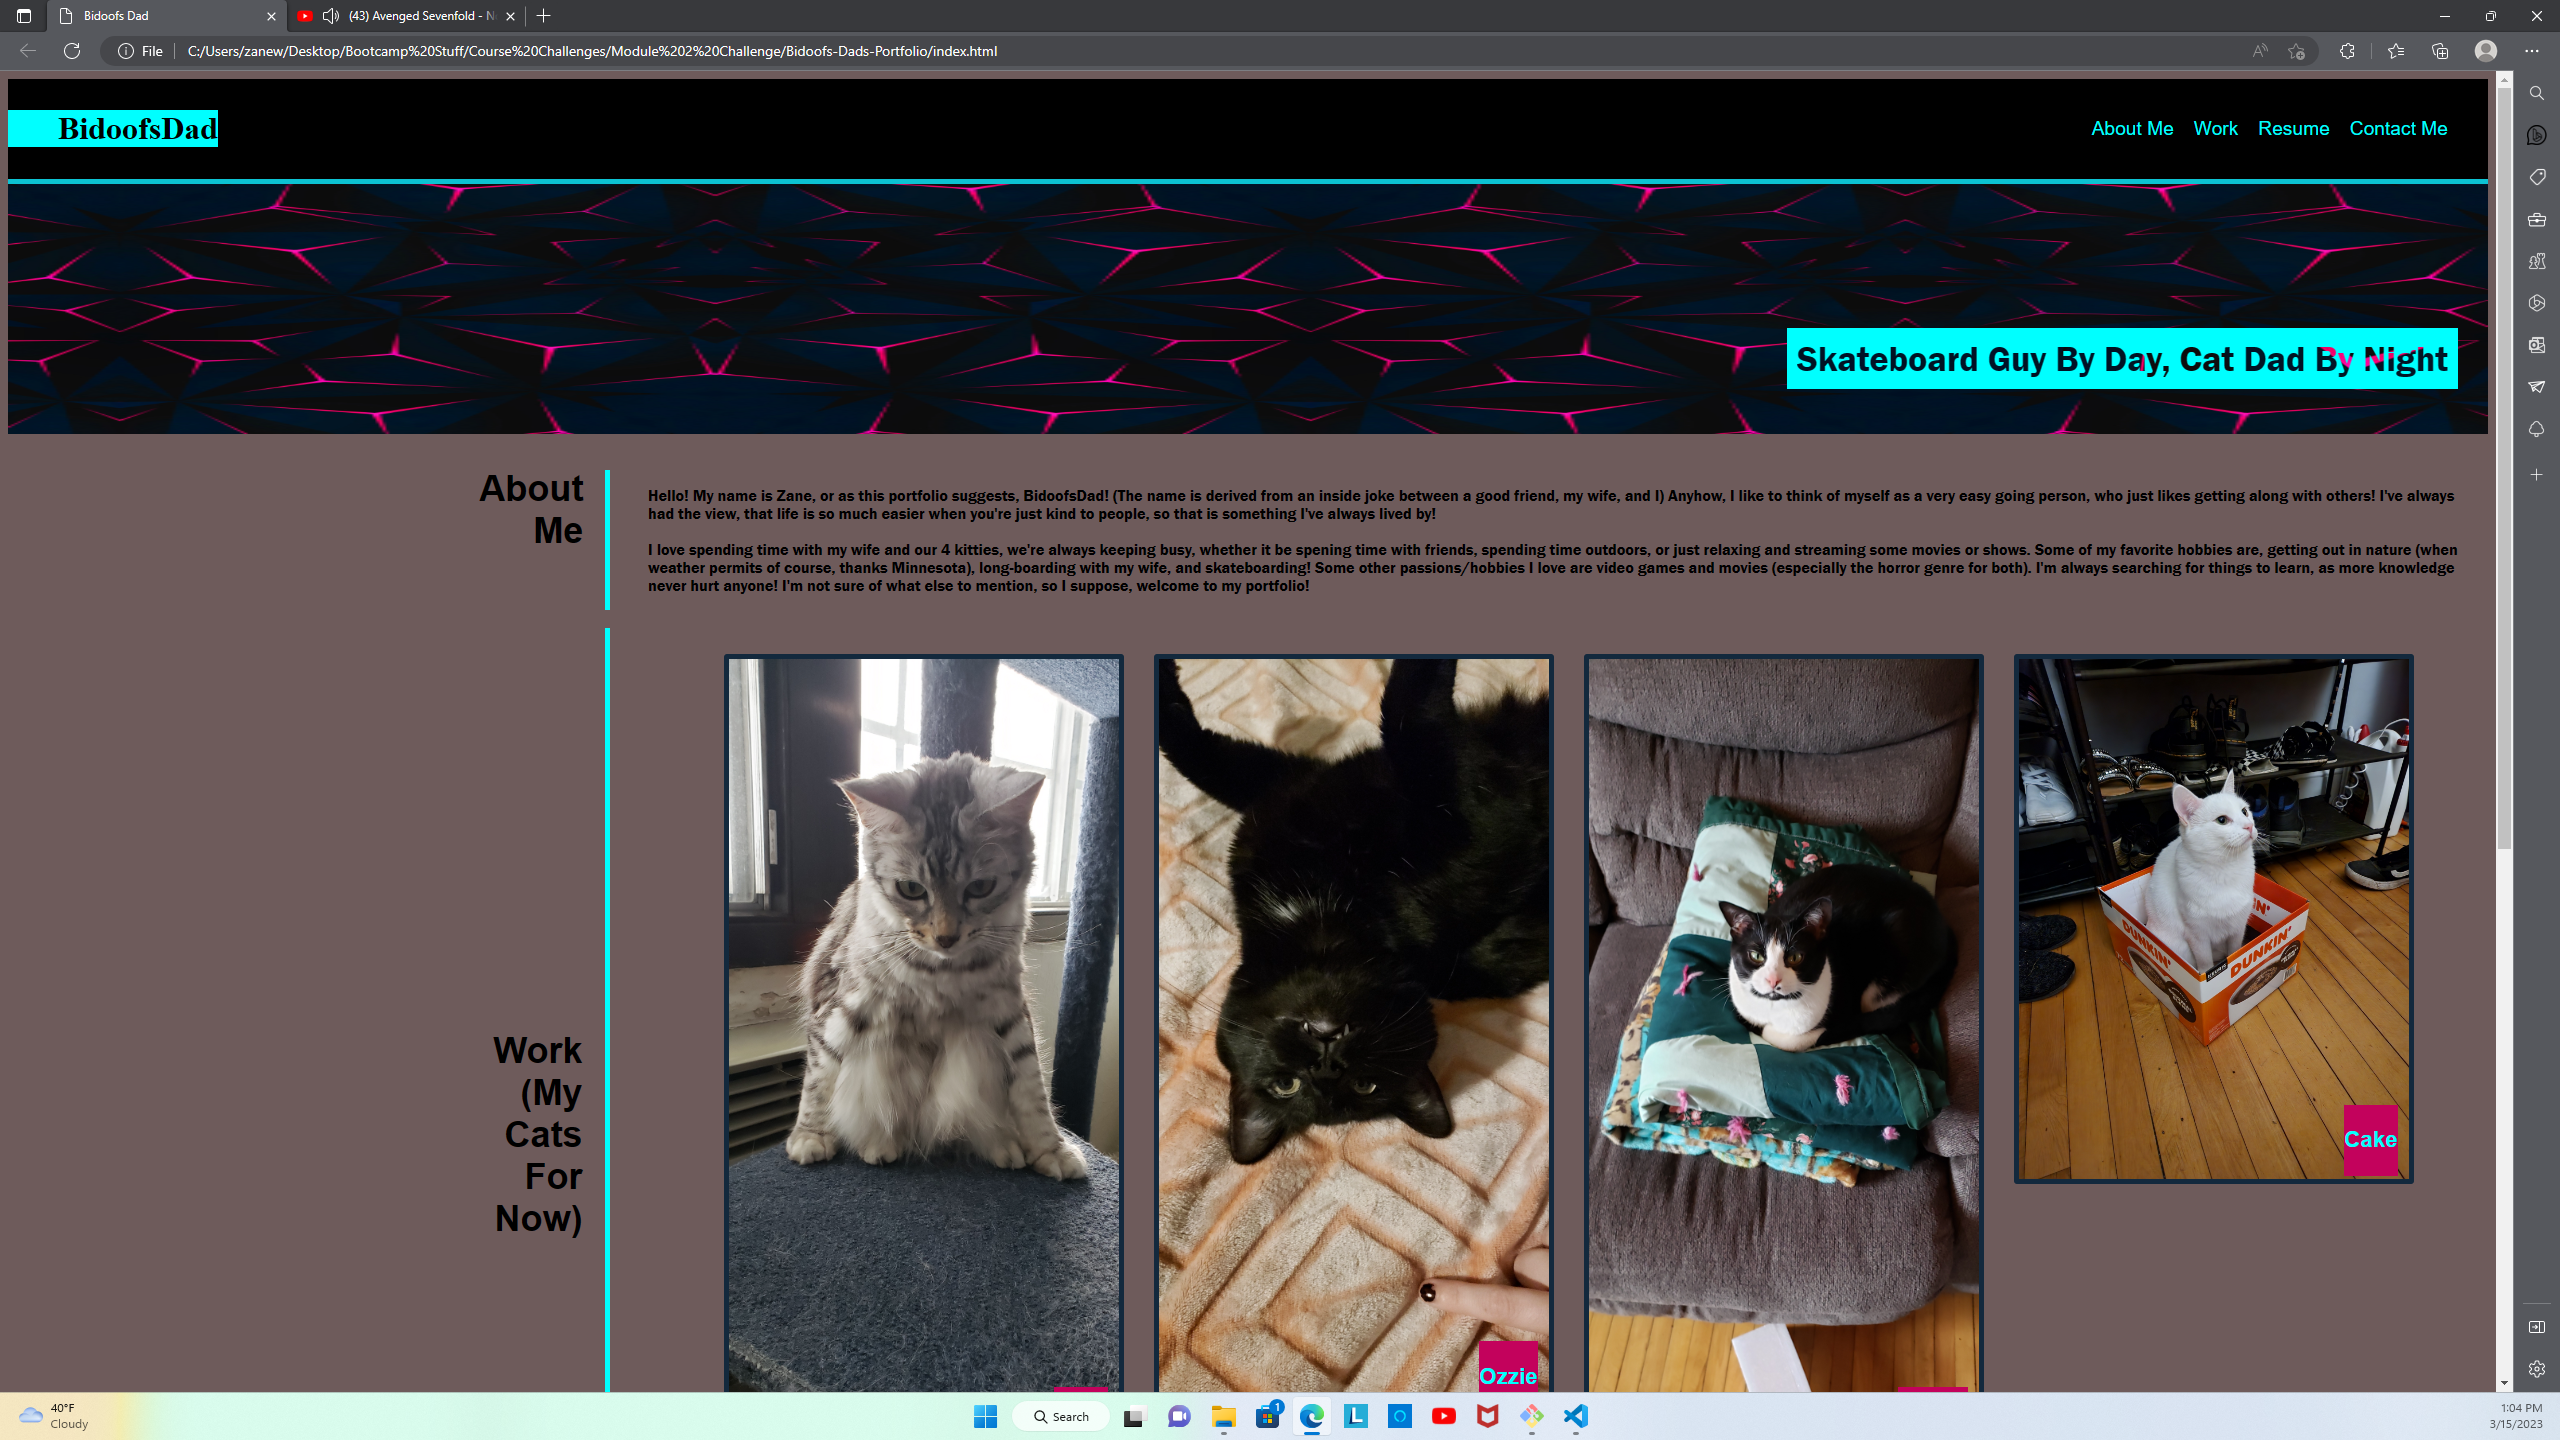 Bidoofs Dad
(43) Avenged Sevenfold - N
File
C:/Users/zanew/Desktop/Bootcamp%20Stuff/Course%20Challenges/Module%202%20Challenge/Bidoofs-Dads-Portfolio/index.html
BidoofsDad
About Me
Work
Resume
Contact Me
Skateboard Guy By Day, Cat Dad By Night
About
Me
Hello! My name is Zane, or as this portfolio suggests, BidoofsDad! (The name is derived from an inside joke between a good friend, my wife, and I) Anyhow, I like to think of myself as a very easy going person, who just likes getting along with others! I've always
had the view, that life is so much easier when you're just kind to people, so that is something I've always lived by!
I love spending time with my wife and our 4 kitties, we're always keeping busy, whether it be spening time with friends, spending time outdoors, or just relaxing and streaming some movies or shows. Some of my favorite hobbies are, getting out in nature (when
weather permits of course, thanks Minnesota), long-boarding with my wife, and skateboarding! Some other passions/hobbies I love are video games and movies (especially the horror genre for both). I'm always searching for things to learn, as more knowledge
never hurt anyone! I'm not sure of what else to mention, so I suppose, welcome to my portfolio!
Work
(My
Cats
For
Now)
DUNKIN'
DUNKIN'
Cake
Ozzie
40°F
Cloudy
Search
1
1:04 PM
3/15/2023